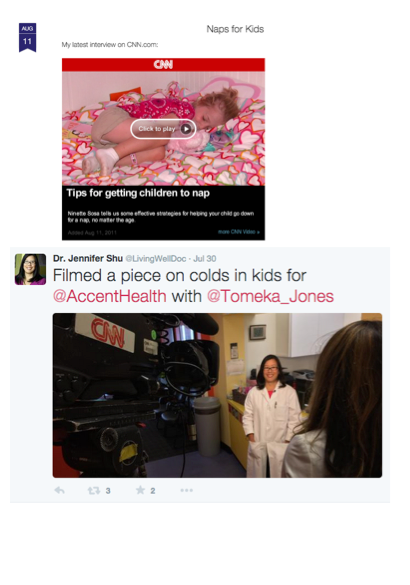 AUG
11
Naps for Kids
My latest interview on CNN.com:
CNN
Click to play
Tips for getting children to nap
Ninette Sosa tells us some effective strategies for helping your child go down
for a nap, no matter the age.
Added Aug 11, 2011
more CNN Video »
Dr. Jennifer Shu @LivingWellDoc · Jul 30
Filmed a piece on colds in kids for
@AccentHealth with @Tomeka_Jones
CNN
3
2